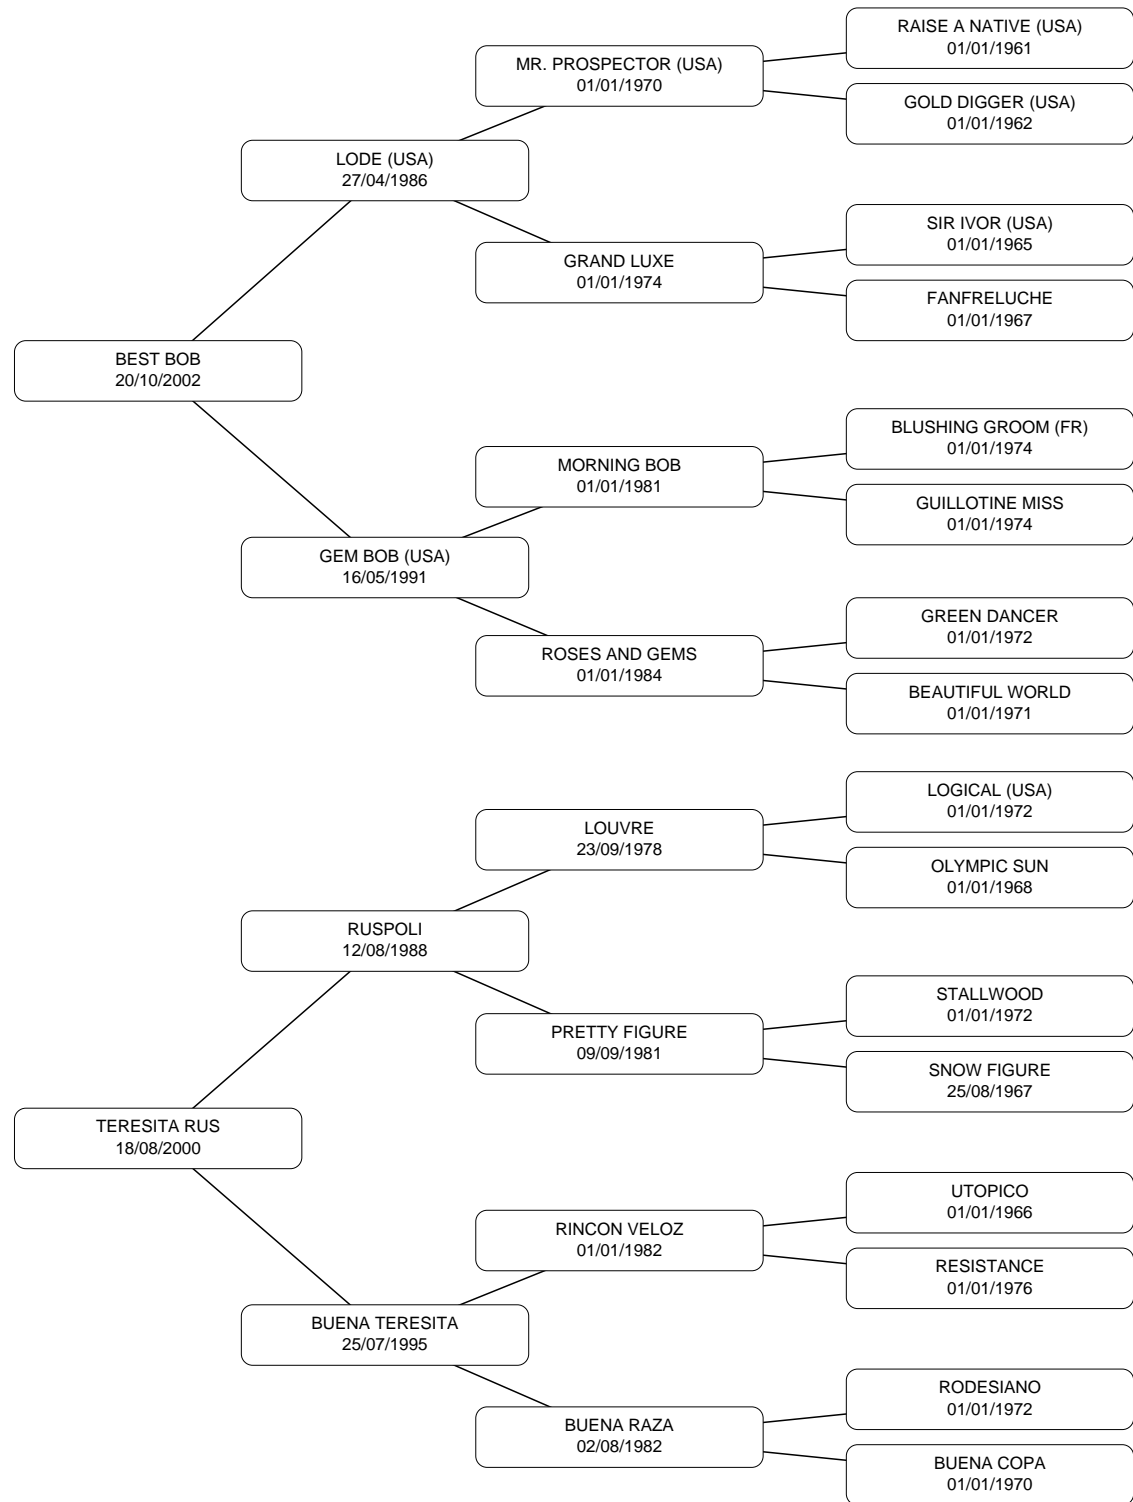 RAISE A NATIVE (USA)
01/01/1961
MR. PROSPECTOR (USA)
01/01/1970
GOLD DIGGER (USA)
01/01/1962
LODE (USA)
27/04/1986
SIR IVOR (USA)
01/01/1965
GRAND LUXE
01/01/1974
FANFRELUCHE
01/01/1967
BEST BOB
20/10/2002
BLUSHING GROOM (FR)
01/01/1974
MORNING BOB
01/01/1981
GUILLOTINE MISS
01/01/1974
GEM BOB (USA)
16/05/1991
GREEN DANCER
01/01/1972
ROSES AND GEMS
01/01/1984
BEAUTIFUL WORLD
01/01/1971
LOGICAL (USA)
01/01/1972
LOUVRE
23/09/1978
OLYMPIC SUN
01/01/1968
RUSPOLI
12/08/1988
STALLWOOD
01/01/1972
PRETTY FIGURE
09/09/1981
SNOW FIGURE
25/08/1967
TERESITA RUS
18/08/2000
UTOPICO
01/01/1966
RINCON VELOZ
01/01/1982
RESISTANCE
01/01/1976
BUENA TERESITA
25/07/1995
RODESIANO
01/01/1972
BUENA RAZA
02/08/1982
BUENA COPA
01/01/1970